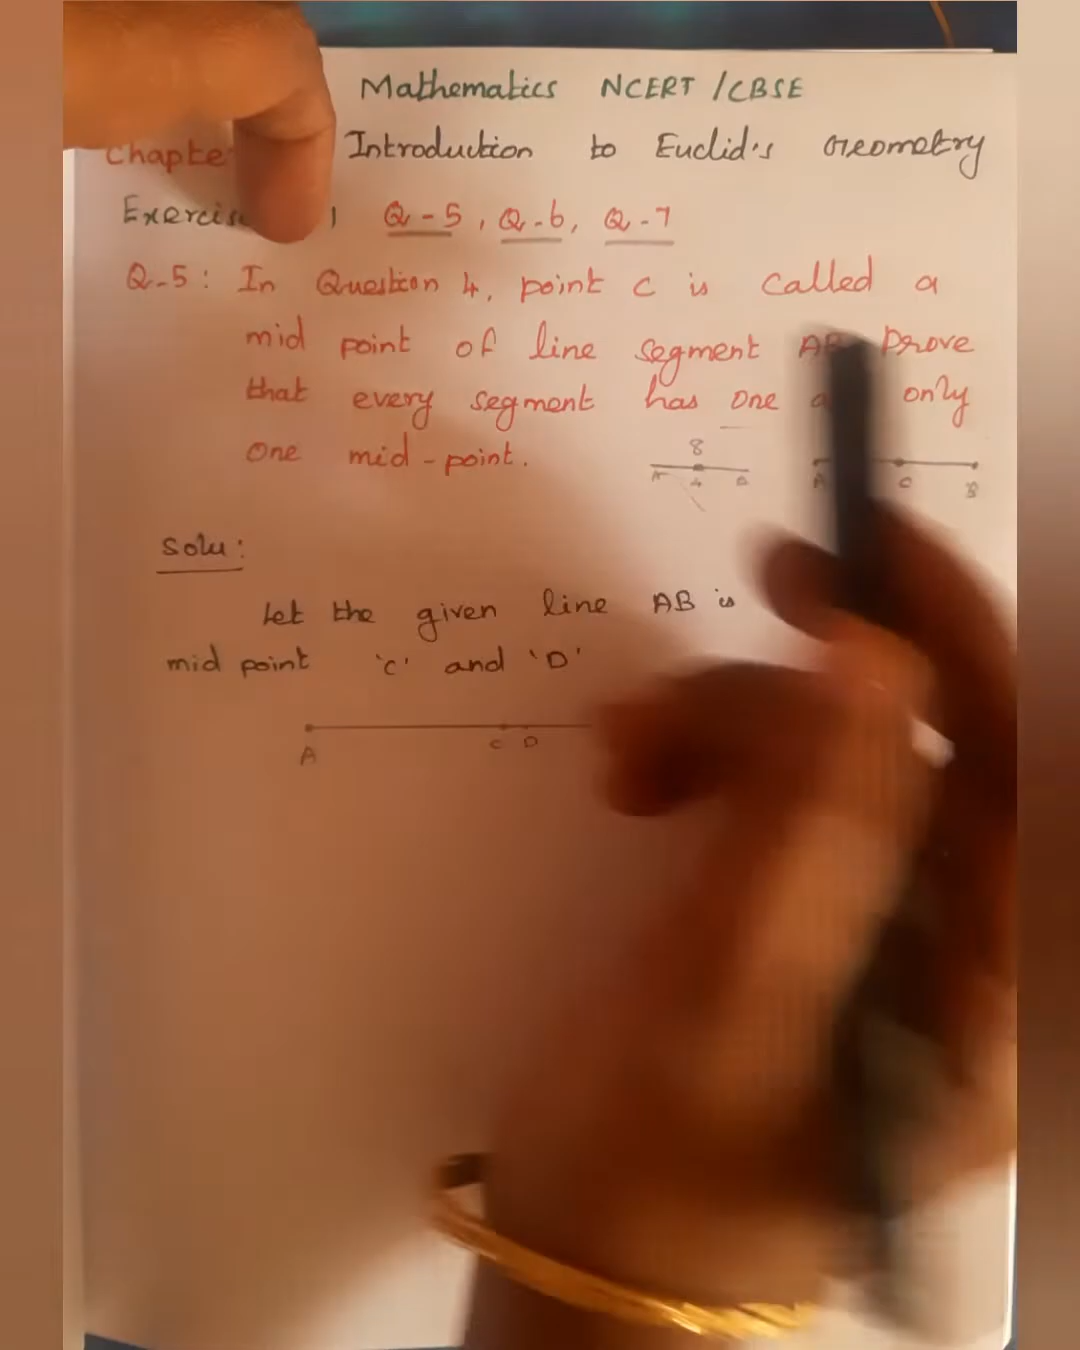 Mathematics NCERT / CBSE
Introduction to Euclid's Geometry
Q-5, Q-6, Q-7
Q-5: In Question 4, point C is called a
mid point of line segment AB Prove
that every segment has one only
one mid-point.
8
A 4 B
A C B
Solu:
Let the given line AB is
mid point 'C' and 'D'
A C D